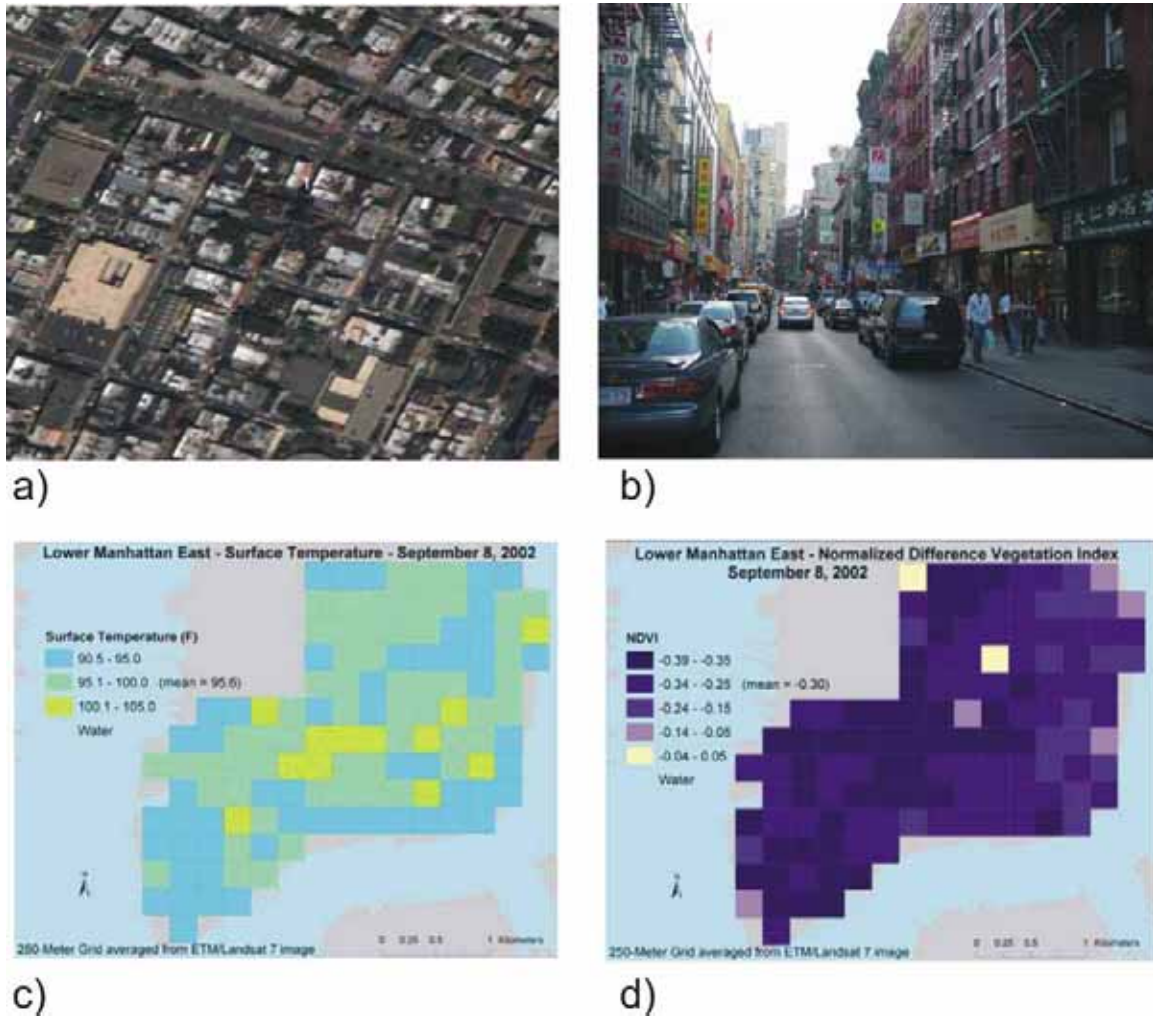 a)
b)
Lower Manhattan East - Surface Temperature - September 8, 2002
Surface Temperature (F)
90.5 - 95.0
95.1 - 100.0 (mean = 95.6)
100.1 - 105.0
Water
0 0.25 0.5 1 Kilometers
250-Meter Grid averaged from ETM/Landsat 7 image
c)
Lower Manhattan East - Normalized Difference Vegetation Index
September 8, 2002
NDVI
-0.39 - -0.35
-0.34 - -0.25 (mean = -0.30)
-0.24 - -0.15
-0.14 - -0.05
-0.04 - 0.05
Water
0 0.25 0.5 1 Kilometers
250-Meter Grid averaged from ETM/Landsat 7 image
d)